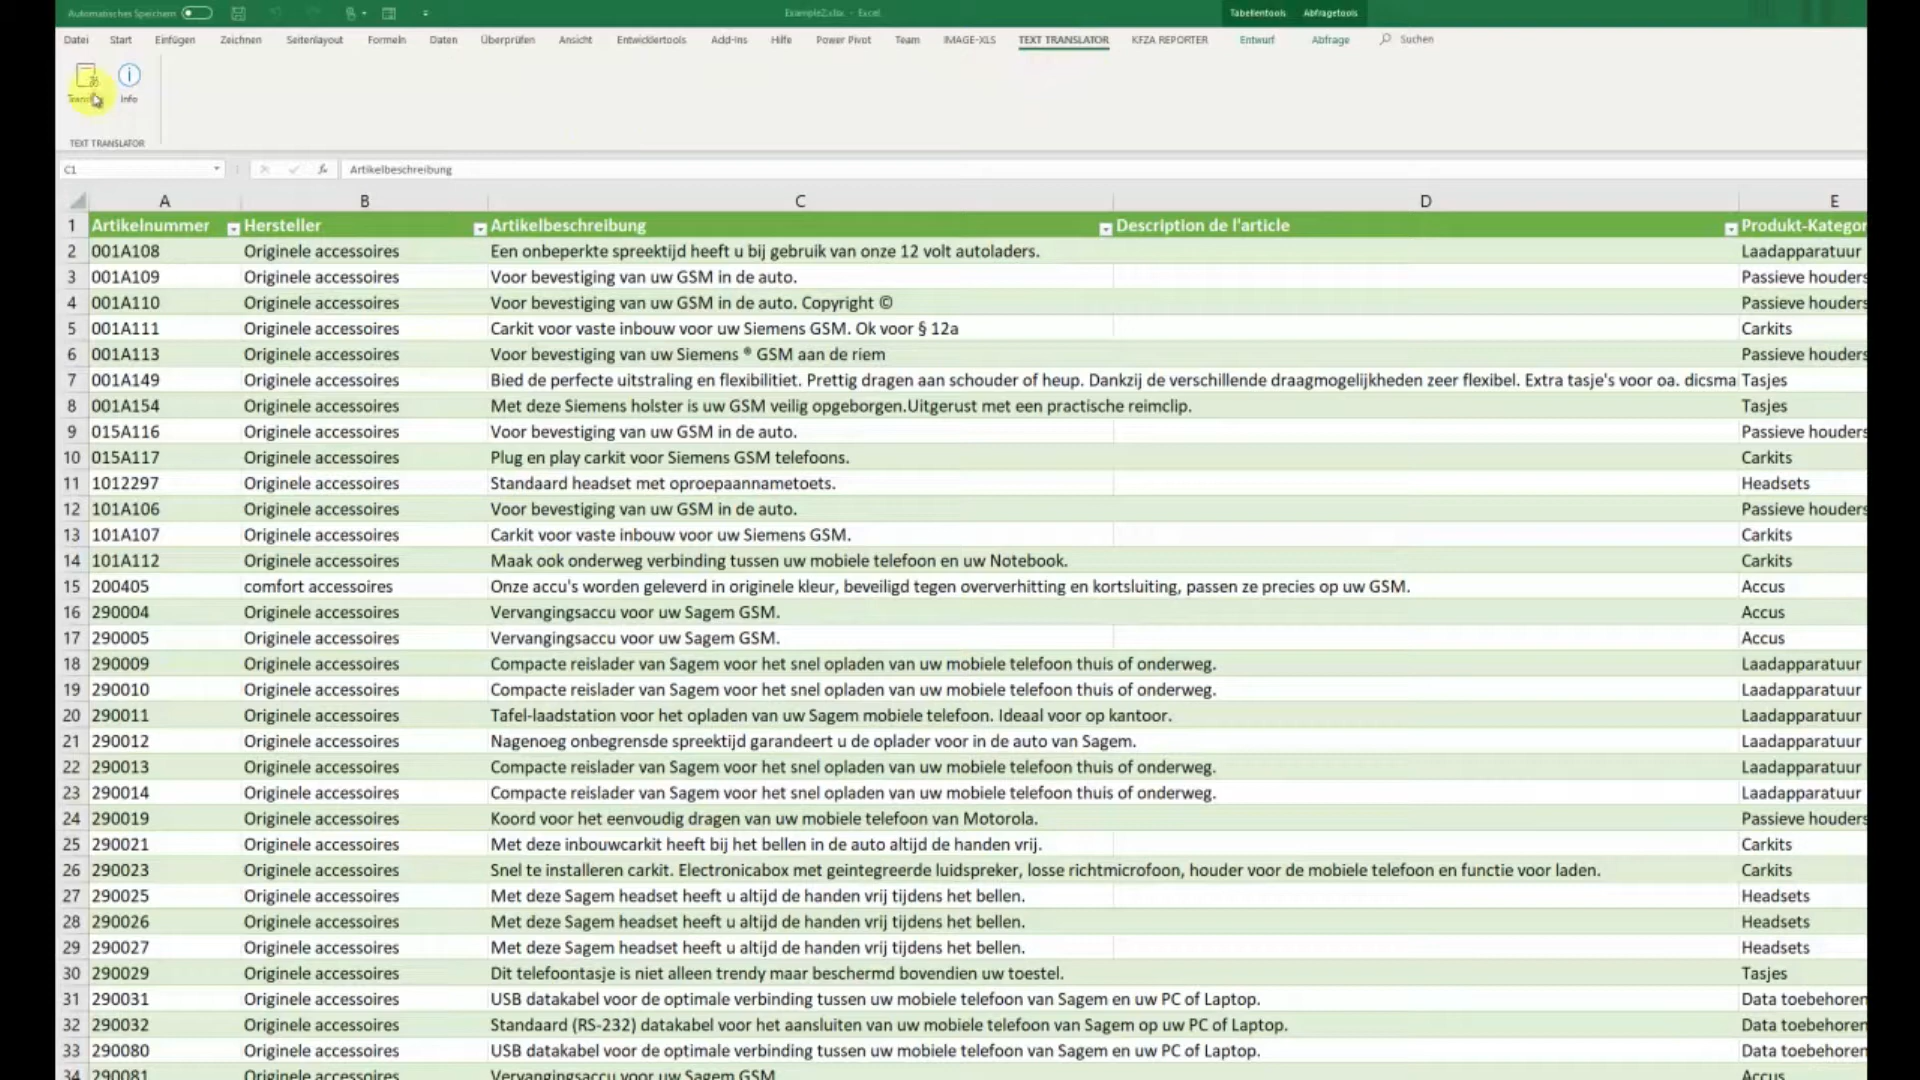 Automatisches Speichern
Example2.xlsx - Excel
Tabellentools Abfragetools
Datei Start Einfügen Zeichnen Seitenlayout Formeln Daten Überprüfen Ansicht Entwicklertools Add-Ins Hilfe Power Pivot Team IMAGE-XLS TEXT TRANSLATOR KFZA REPORTER Entwurf Abfrage Suchen
Info
TEXT TRANSLATOR
C1 fx Artikelbeschreibung
A B C D E
1 Artikelnummer Hersteller Artikelbeschreibung Description de l'article Produkt-Kategor
2 001A108 Originele accessoires Een onbeperkte spreektijd heeft u bij gebruik van onze 12 volt autoladers. Laadapparatuur
3 001A109 Originele accessoires Voor bevestiging van uw GSM in de auto. Passieve houders
4 001A110 Originele accessoires Voor bevestiging van uw GSM in de auto. Copyright © Passieve houders
5 001A111 Originele accessoires Carkit voor vaste inbouw voor uw Siemens GSM. Ok voor § 12a Carkits
6 001A113 Originele accessoires Voor bevestiging van uw Siemens ® GSM aan de riem Passieve houders
7 001A149 Originele accessoires Bied de perfecte uitstraling en flexibilitiet. Prettig dragen aan schouder of heup. Dankzij de verschillende draagmogelijkheden zeer flexibel. Extra tasje's voor oa. dicsma Tasjes
8 001A154 Originele accessoires Met deze Siemens holster is uw GSM veilig opgeborgen.Uitgerust met een practische reimclip. Tasjes
9 015A116 Originele accessoires Voor bevestiging van uw GSM in de auto. Passieve houders
10 015A117 Originele accessoires Plug en play carkit voor Siemens GSM telefoons. Carkits
11 1012297 Originele accessoires Standaard headset met oproepaannametoets. Headsets
12 101A106 Originele accessoires Voor bevestiging van uw GSM in de auto. Passieve houders
13 101A107 Originele accessoires Carkit voor vaste inbouw voor uw Siemens GSM. Carkits
14 101A112 Originele accessoires Maak ook onderweg verbinding tussen uw mobiele telefoon en uw Notebook. Carkits
15 200405 comfort accessoires Onze accu's worden geleverd in originele kleur, beveiligd tegen oververhitting en kortsluiting, passen ze precies op uw GSM. Accus
16 290004 Originele accessoires Vervangingsaccu voor uw Sagem GSM. Accus
17 290005 Originele accessoires Vervangingsaccu voor uw Sagem GSM. Accus
18 290009 Originele accessoires Compacte reislader van Sagem voor het snel opladen van uw mobiele telefoon thuis of onderweg. Laadapparatuur
19 290010 Originele accessoires Compacte reislader van Sagem voor het snel opladen van uw mobiele telefoon thuis of onderweg. Laadapparatuur
20 290011 Originele accessoires Tafel-laadstation voor het opladen van uw Sagem mobiele telefoon. Ideaal voor op kantoor. Laadapparatuur
21 290012 Originele accessoires Nagenoeg onbegrensde spreektijd garandeert u de oplader voor in de auto van Sagem. Laadapparatuur
22 290013 Originele accessoires Compacte reislader van Sagem voor het snel opladen van uw mobiele telefoon thuis of onderweg. Laadapparatuur
23 290014 Originele accessoires Compacte reislader van Sagem voor het snel opladen van uw mobiele telefoon thuis of onderweg. Laadapparatuur
24 290019 Originele accessoires Koord voor het eenvoudig dragen van uw mobiele telefoon van Motorola. Passieve houders
25 290021 Originele accessoires Met deze inbouwcarkit heeft bij het bellen in de auto altijd de handen vrij. Carkits
26 290023 Originele accessoires Snel te installeren carkit. Electronicabox met geintegreerde luidspreker, losse richtmicrofoon, houder voor de mobiele telefoon en functie voor laden. Carkits
27 290025 Originele accessoires Met deze Sagem headset heeft u altijd de handen vrij tijdens het bellen. Headsets
28 290026 Originele accessoires Met deze Sagem headset heeft u altijd de handen vrij tijdens het bellen. Headsets
29 290027 Originele accessoires Met deze Sagem headset heeft u altijd de handen vrij tijdens het bellen. Headsets
30 290029 Originele accessoires Dit telefoontasje is niet alleen trendy maar beschermd bovendien uw toestel. Tasjes
31 290031 Originele accessoires USB datakabel voor de optimale verbinding tussen uw mobiele telefoon van Sagem en uw PC of Laptop. Data toebehoren
32 290032 Originele accessoires Standaard (RS-232) datakabel voor het aansluiten van uw mobiele telefoon van Sagem op uw PC of Laptop. Data toebehoren
33 290080 Originele accessoires USB datakabel voor de optimale verbinding tussen uw mobiele telefoon van Sagem en uw PC of Laptop. Data toebehoren
34 290081 Originele accessoires Vervangingsaccu voor uw Sagem GSM. Accus